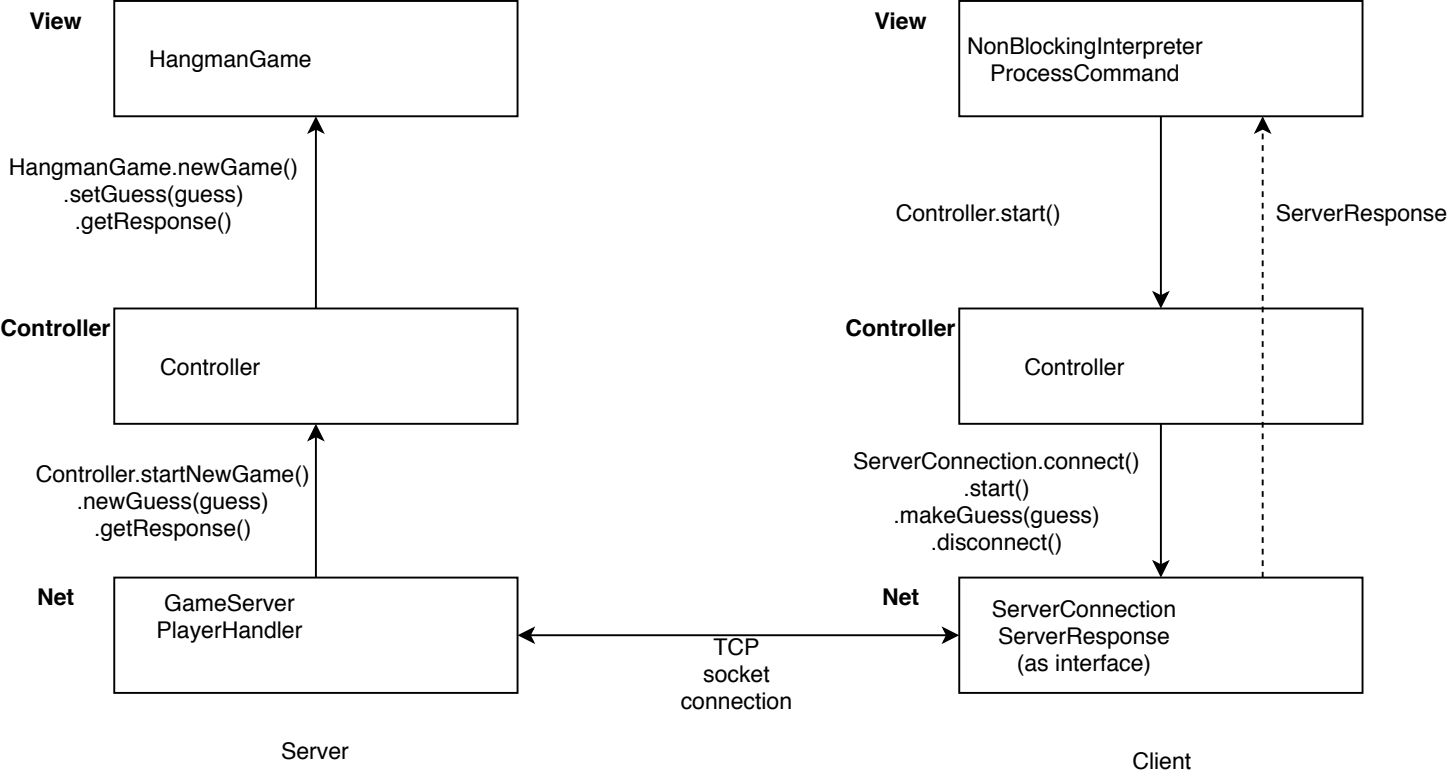 View
HangmanGame
HangmanGame.newGame()
.setGuess(guess)
.getResponse()
Controller
Controller
Controller.startNewGame()
.newGuess(guess)
.getResponse()
Net
GameServer
PlayerHandler
Server
TCP
socket
connection
View
NonBlockingInterpreter
ProcessCommand
Controller.start()
ServerResponse
Controller
Controller
ServerConnection.connect()
.start()
.makeGuess(guess)
.disconnect()
Net
ServerConnection
ServerResponse
(as interface)
Client